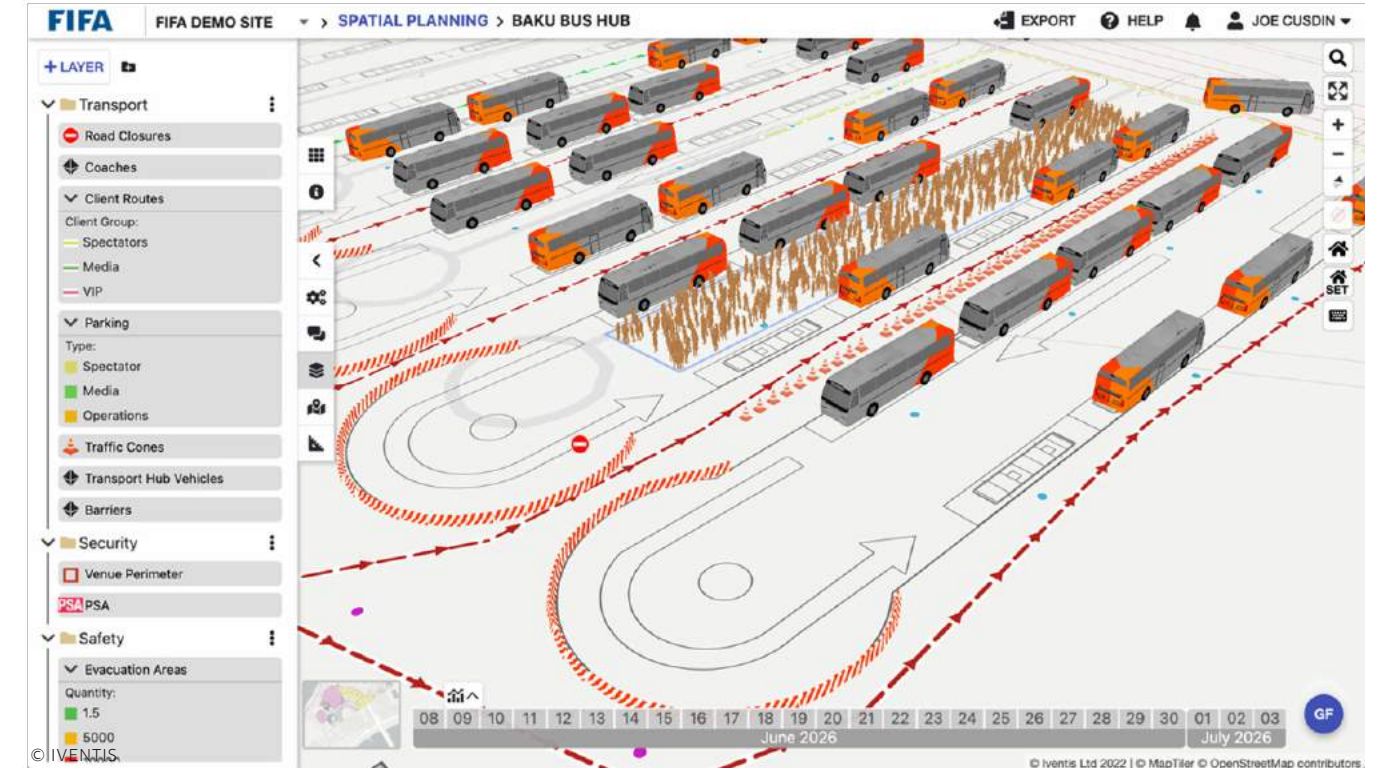 FIFA FIFA DEMO SITE > SPATIAL PLANNING > BAKU BUS HUB EXPORT HELP JOE CUSDIN
+ LAYER
Transport
Road Closures
Coaches
Client Routes
Client Group:
Spectators
Media
VIP
Parking
Type:
Spectator
Media
Operations
Traffic Cones
Transport Hub Vehicles
Barriers
Security
Venue Perimeter
PSA PSA
Safety
Evacuation Areas
Quantity:
1.5
5000
© IVENTIS
SET
08 09 10 11 12 13 14 15 16 17 18 19 20 21 22 23 24 25 26 27 28 29 30 01 02 03
June 2026 July 2026
GF
© Iventis Ltd 2022 | © MapTiler © OpenStreetMap contributors